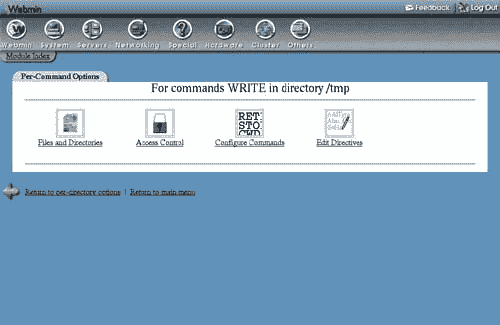 Webmin
Feedback Log Out
Webmin System Servers Networking Special Hardware Cluster Others
Module Index
Per-Command Options
For commands WRITE in directory /tmp
RET
STO
CWD
Files and Directories Access Control Configure Commands Edit Directives
Return to per-directory options | Return to main menu